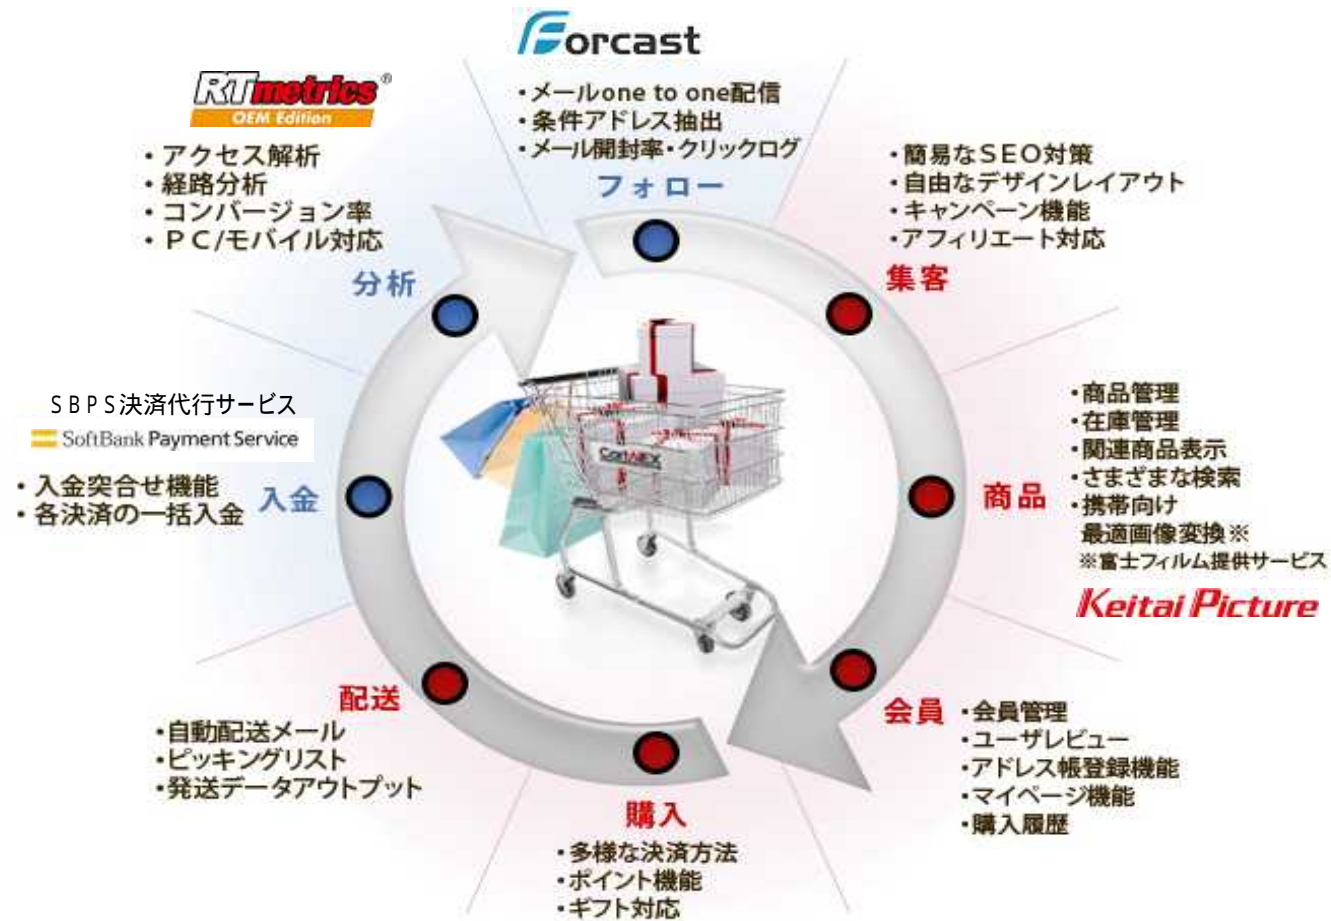 Forcast
・メールone to one配信
・条件アドレス抽出
・メール開封率・クリックログ
フォロー
RTmetrics®
OEM Edition
・アクセス解析
・経路分析
・コンバージョン率
・PC/モバイル対応
分析
・簡易なSEO対策
・自由なデザインレイアウト
・キャンペーン機能
・アフィリエート対応
集客
SBPS決済代行サービス
SoftBank Payment Service
・入金突合せ機能
・各決済の一括入金
入金
商品
・商品管理
・在庫管理
・関連商品表示
・さまざまな検索
・携帯向け
最適画像変換※
※富士フィルム提供サービス
Keitai Picture
配送
・自動配送メール
・ピッキングリスト
・発送データアウトプット
会員
・会員管理
・ユーザレビュー
・アドレス帳登録機能
・マイページ機能
・購入履歴
購入
・多様な決済方法
・ポイント機能
・ギフト対応